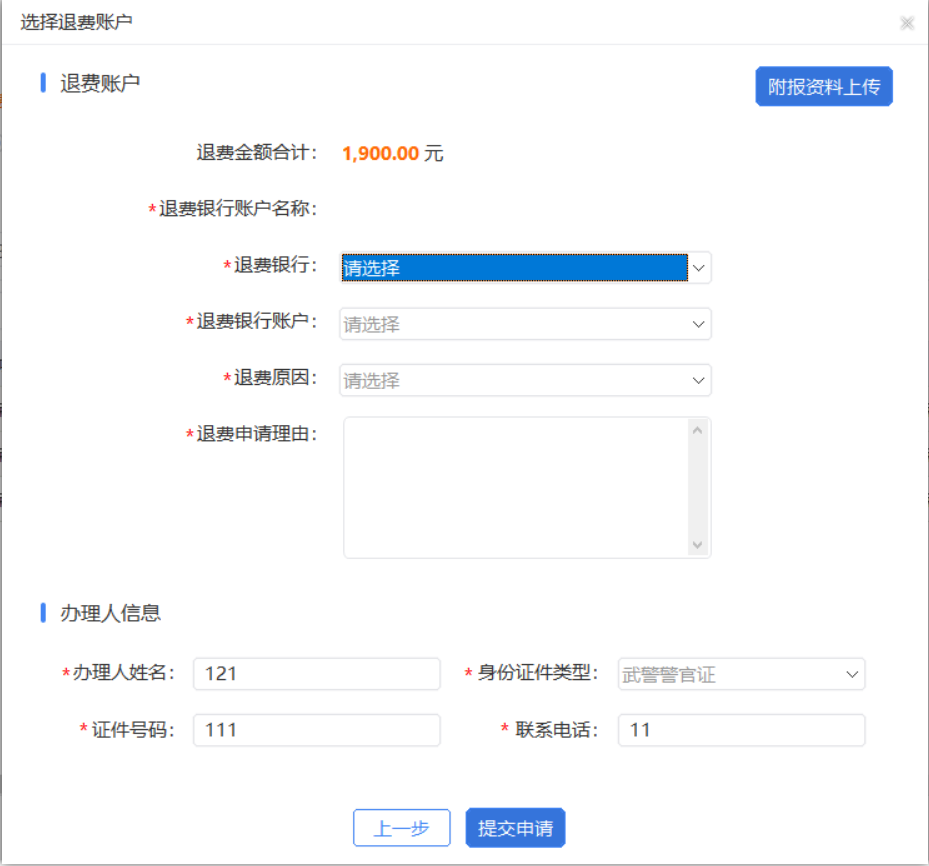 选择退费账户
退费账户
附报资料上传
退费金额合计： 1,900.00 元
*退费银行账户名称：
*退费银行： 请选择
*退费银行账户： 请选择
*退费原因： 请选择
*退费申请理由：
办理人信息
*办理人姓名： 121 * 身份证件类型： 武警警官证
*证件号码： 111 * 联系电话： 11
上一步 提交申请